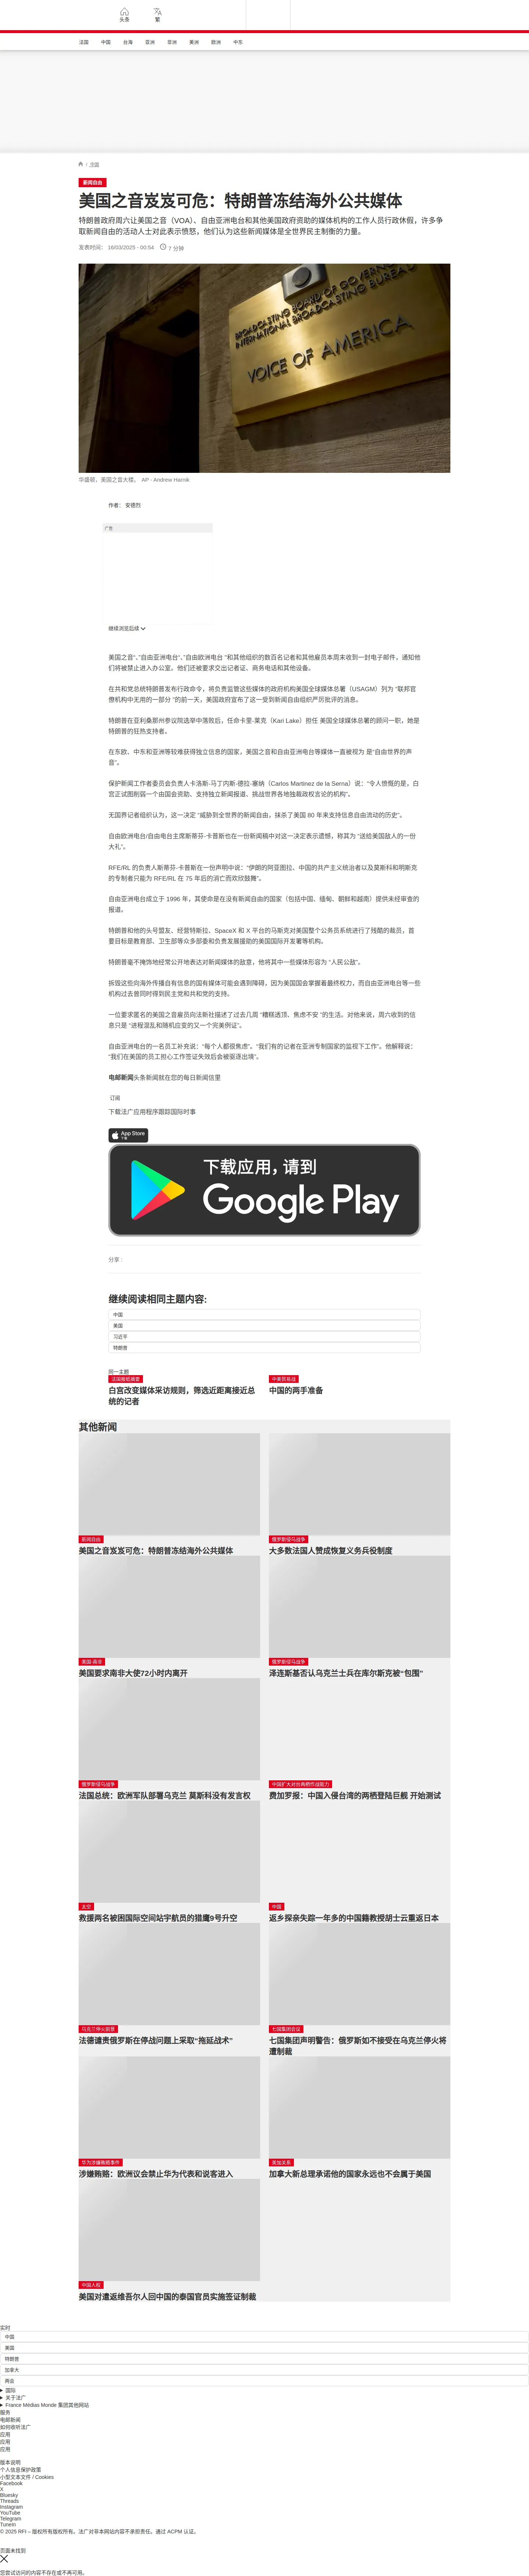 头条
繁
法国
中国
台海
亚洲
非洲
美洲
欧洲
中东
/ 中国
新闻自由
美国之音岌岌可危：特朗普冻结海外公共媒体
特朗普政府周六让美国之音（VOA）、自由亚洲电台和其他美国政府资助的媒体机构的工作人员行政休假，许多争取新闻自由的活动人士对此表示愤怒，他们认为这些新闻媒体是全世界民主制衡的力量。
发表时间： 16/03/2025 - 00:54
7 分钟
BROADCASTING BOARD OF GOVERNORS
INTERNATIONAL BROADCASTING BUREAU
VOICE OF AMERICA
华盛顿，美国之音大楼。 AP - Andrew Harnik
作者： 安德烈
广告
继续浏览后续
美国之音“, ”自由亚洲电台“, ”自由欧洲电台 “和其他组织的数百名记者和其他雇员本周末收到一封电子邮件，通知他们将被禁止进入办公室。他们还被要求交出记者证、商务电话和其他设备。
在共和党总统特朗普发布行政命令，将负责监管这些媒体的政府机构美国全球媒体总署（USAGM）列为 ”联邦官僚机构中无用的一部分 “的前一天，美国政府宣布了这一受到新闻自由组织严厉批评的消息。
特朗普在亚利桑那州参议院选举中落败后，任命卡里-莱克（Kari Lake）担任 美国全球媒体总署的顾问一职，她是特朗普的狂热支持者。
在东欧、中东和亚洲等较难获得独立信息的国家，美国之音和自由亚洲电台等媒体一直被视为 是“自由世界的声音”。
保护新闻工作者委员会负责人卡洛斯-马丁内斯-德拉-塞纳（Carlos Martinez de la Serna）说：“令人愤慨的是，白宫正试图削弱一个由国会资助、支持独立新闻报道、挑战世界各地独裁政权言论的机构”。
无国界记者组织认为，这一决定 “威胁到全世界的新闻自由，抹杀了美国 80 年来支持信息自由流动的历史”。
自由欧洲电台/自由电台主席斯蒂芬-卡普斯也在一份新闻稿中对这一决定表示遗憾，称其为 “送给美国敌人的一份大礼”。
RFE/RL 的负责人斯蒂芬-卡普斯在一份声明中说：“伊朗的阿亚图拉、中国的共产主义统治者以及莫斯科和明斯克的专制者只能为 RFE/RL 在 75 年后的消亡而欢欣鼓舞”。
自由亚洲电台成立于 1996 年，其使命是在没有新闻自由的国家（包括中国、缅甸、朝鲜和越南）提供未经审查的报道。
特朗普和他的头号盟友、经营特斯拉、SpaceX 和 X 平台的马斯克对美国整个公务员系统进行了残酷的裁员，首要目标是教育部、卫生部等众多部委和负责发展援助的美国国际开发署等机构。
特朗普毫不掩饰地经常公开地表达对新闻媒体的敌意，他将其中一些媒体形容为 “人民公敌”。
拆毁这些向海外传播自有信息的国有媒体可能会遇到障碍，因为美国国会掌握着最终权力，而自由亚洲电台等一些机构过去曾同时得到民主党和共和党的支持。
一位要求匿名的美国之音雇员向法新社描述了过去几周 “糟糕透顶、焦虑不安 ”的生活。对他来说，周六收到的信息只是 “进程混乱和随机应变的又一个完美例证”。
自由亚洲电台的一名员工补充说：“每个人都很焦虑”。“我们有的记者在亚洲专制国家的监视下工作”。他解释说：“我们在美国的员工担心工作签证失效后会被驱逐出境”。
电邮新闻头条新闻就在您的每日新闻信里
订阅
下载法广应用程序跟踪国际时事
App Store
下载
下载应用，请到
Google Play
分享 :
继续阅读相同主题内容:
中国
美国
习近平
特朗普
同一主题
法国极听摘要
白宫改变媒体采访规则，筛选近距离接近总统的记者
中美贸易战
中国的两手准备
其他新闻
新闻自由
美国之音岌岌可危：特朗普冻结海外公共媒体
俄罗斯侵乌战争
大多数法国人赞成恢复义务兵役制度
美国-南非
美国要求南非大使72小时内离开
俄罗斯侵乌战争
泽连斯基否认乌克兰士兵在库尔斯克被“包围”
俄罗斯侵乌战争
法国总统：欧洲军队部署乌克兰 莫斯科没有发言权
中国扩大对台两栖作战能力
费加罗报：中国入侵台湾的两栖登陆巨舰 开始测试
太空
救援两名被困国际空间站宇航员的猎鹰9号升空
中国
返乡探亲失踪一年多的中国籍教授胡士云重返日本
乌克兰停火前景
法德谴责俄罗斯在停战问题上采取“拖延战术”
七国集团会议
七国集团声明警告：俄罗斯如不接受在乌克兰停火将遭制裁
华为涉嫌贿赂事件
涉嫌贿赂：欧洲议会禁止华为代表和说客进入
美加关系
加拿大新总理承诺他的国家永远也不会属于美国
中国人权
美国对遣返维吾尔人回中国的泰国官员实施签证制裁
实时
中国
美国
特朗普
加拿大
两会
国际
关于法广
France Médias Monde 集团其他网站
服务
电邮新闻
如何收听法广
应用
应用
应用
版本说明
个人信息保护政策
小型文本文件 / Cookies
Facebook
X
Bluesky
Threads
Instagram
YouTube
Telegram
TuneIn
© 2025 RFI – 版权所有版权所有。法广对非本网站内容不承担责任。通过 ACPM 认证。
页面未找到
您尝试访问的内容不存在或不再可用。